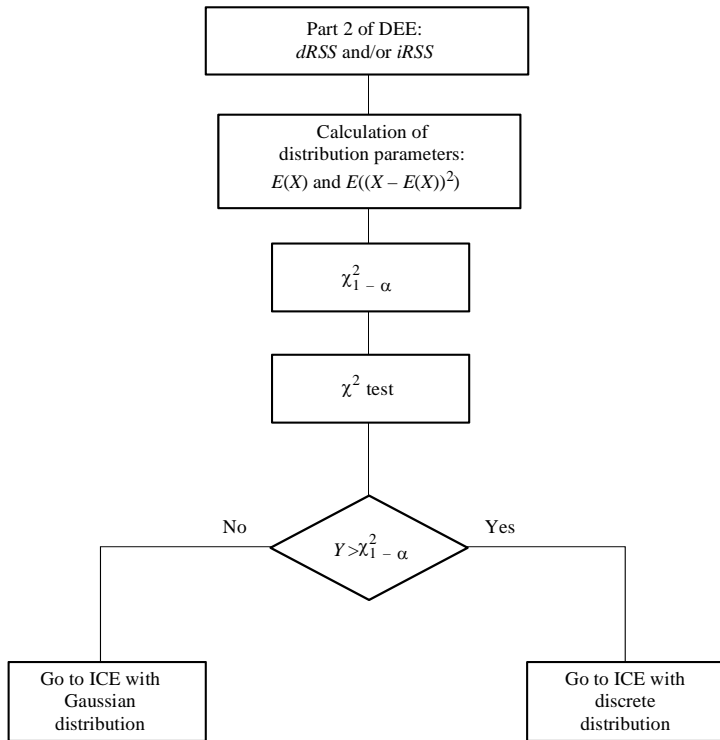 Part 2 of DEE:
dRSS and/or iRSS
Calculation of
distribution parameters:
E(X) and E((X – E(X))²)
χ²₁ ₋ α
χ² test
No
Yes
Y > χ²₁ ₋ α
Go to ICE with
Gaussian
distribution
Go to ICE with
discrete
distribution